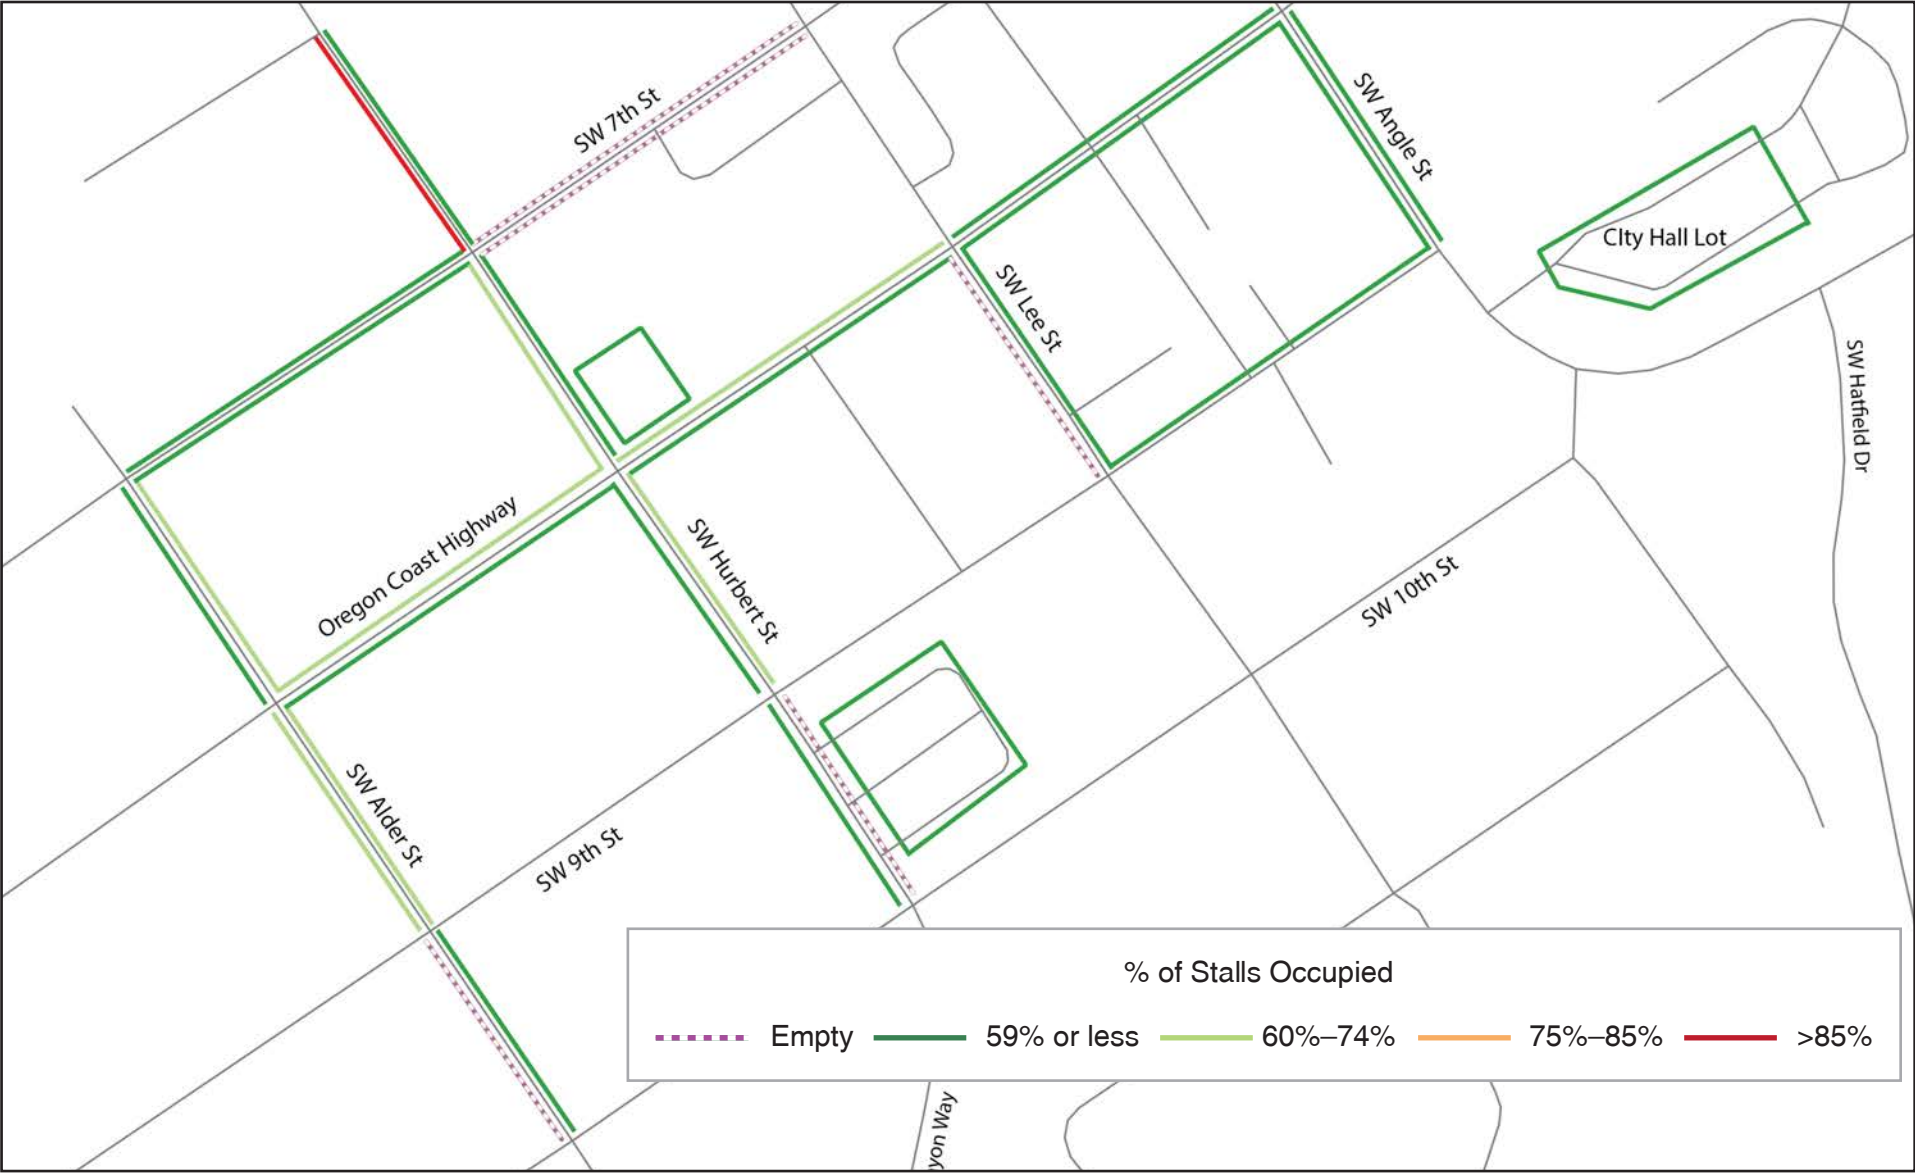 SW 7th St
SW Angle St
CIty Hall Lot
SW Lee St
SW Hatfield Dr
Oregon Coast Highway
SW Hurbert St
SW 10th St
SW Alder St
SW 9th St
% of Stalls Occupied
Empty 59% or less 60%–74% 75%–85% >85%
yon Way